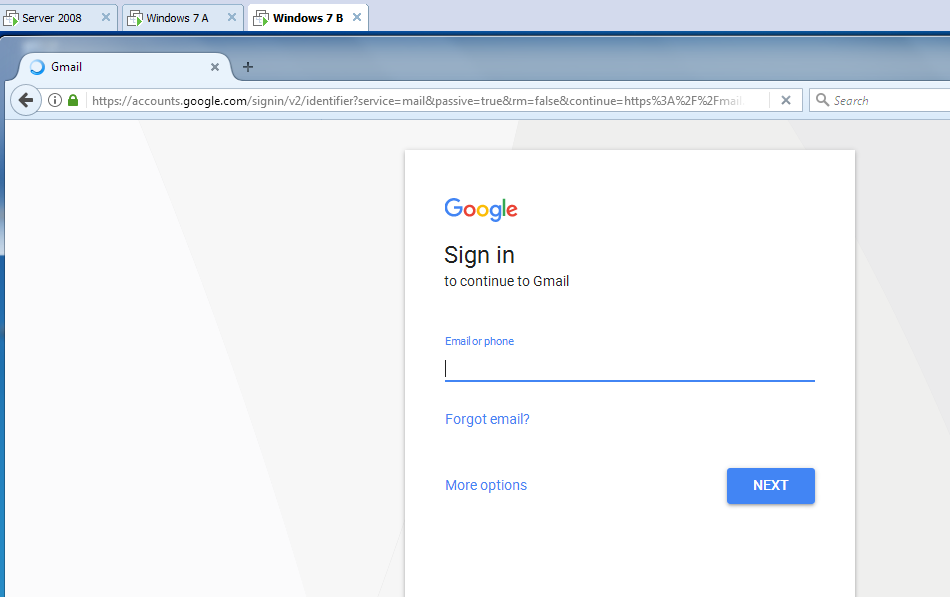 Server 2008 Windows 7 A Windows 7 B
Gmail
https://accounts.google.com/signin/v2/identifier?service=mail&passive=true&rm=false&continue=https%3A%2F%2Fmail. Search
Google
Sign in
to continue to Gmail
Email or phone
Forgot email?
More options NEXT